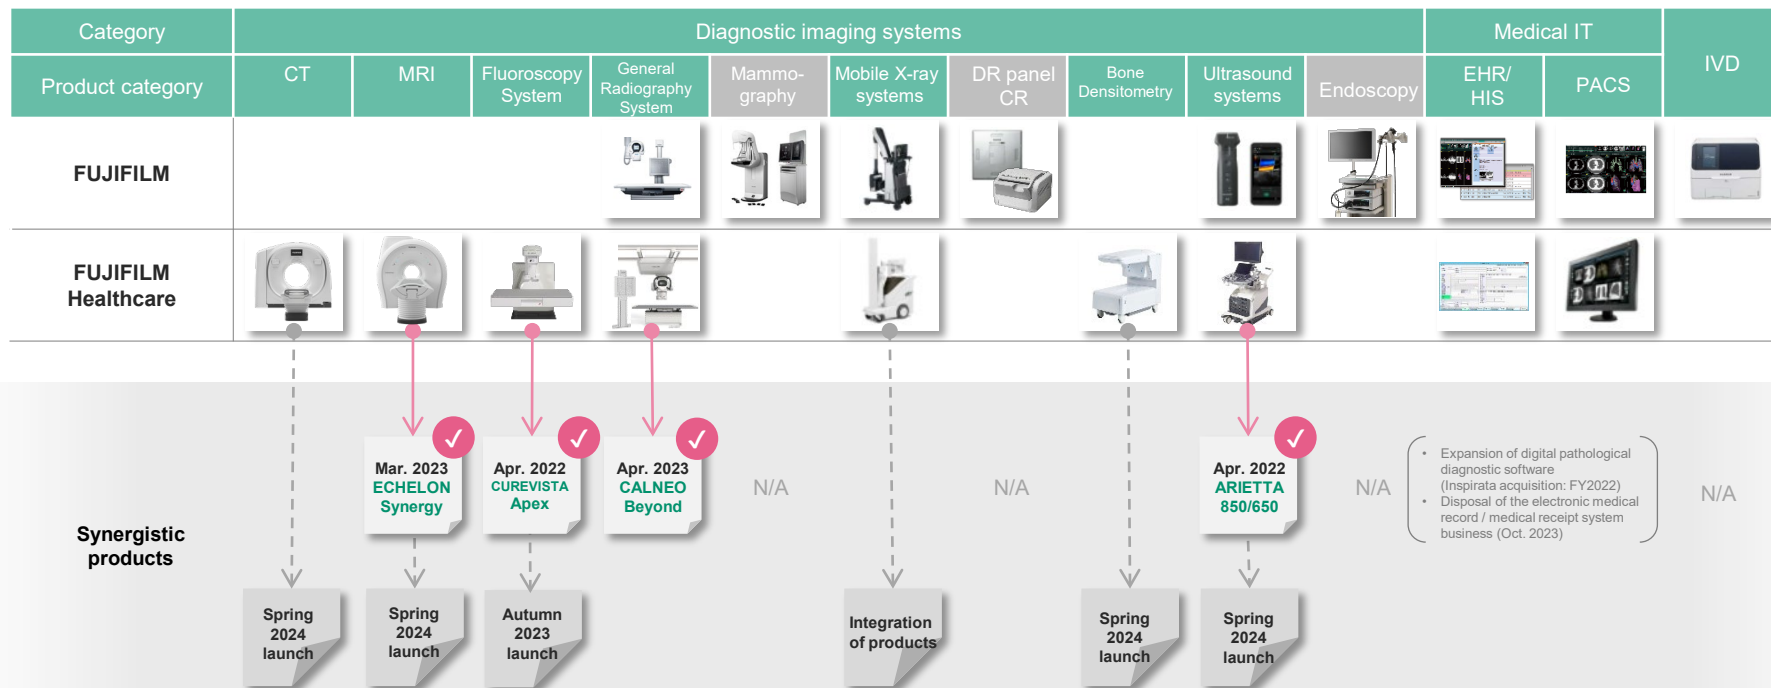 Category
Diagnostic imaging systems
Medical IT
IVD
Product category
CT
MRI
Fluoroscopy
System
General
Radiography
System
Mammo-
graphy
Mobile X-ray
systems
DR panel
CR
Bone
Densitometry
Ultrasound
systems
Endoscopy
EHR/
HIS
PACS
FUJIFILM
FUJIFILM
Healthcare
Synergistic
products
Mar. 2023
ECHELON
Synergy
Apr. 2022
CUREVISTA
Apex
Apr. 2023
CALNEO
Beyond
N/A
N/A
Apr. 2022
ARIETTA
850/650
N/A
• Expansion of digital pathological
diagnostic software
(Inspirata acquisition: FY2022)
• Disposal of the electronic medical
record / medical receipt system
business (Oct. 2023)
N/A
Spring
2024
launch
Spring
2024
launch
Autumn
2023
launch
Integration
of products
Spring
2024
launch
Spring
2024
launch